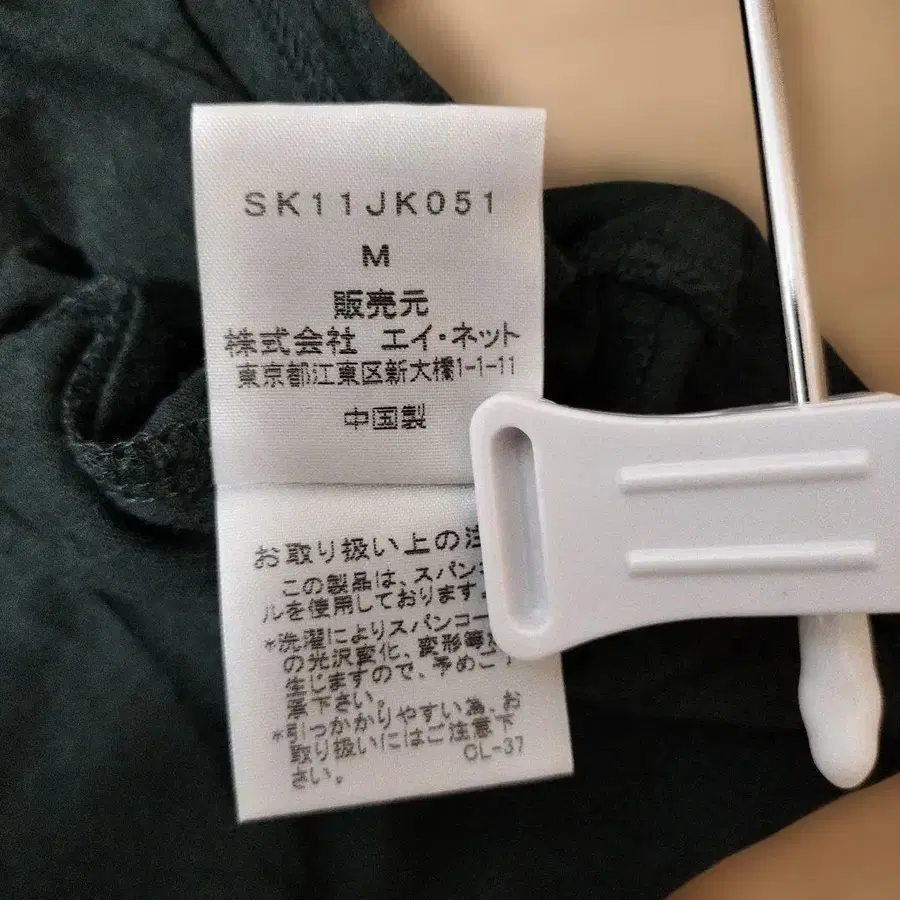 SK11JK051
M
販売元
株式会社 エイ・ネット
東京都江東区新大橋1-1-11
中国製
お取り扱い上の注
この製品は、スパン
ルを使用しております
*洗濯によりスパンコー
の光沢変化、変形等
生じますので、予めご
承下さい。
*引っかかりやすい為、お
取り扱いにはご注意下
さい。
CL-37